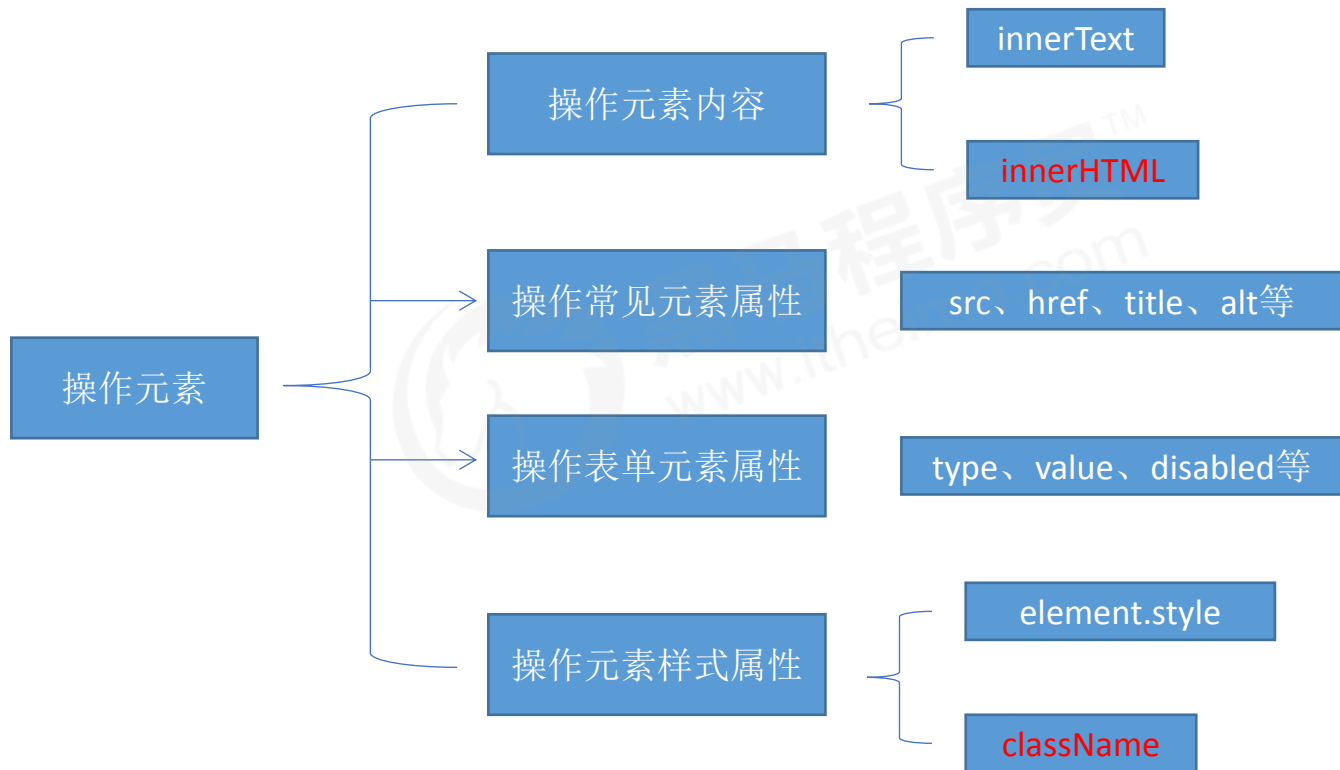 操作元素
操作元素内容
innerText
innerHTML
操作常见元素属性
src、href、title、alt等
操作表单元素属性
type、value、disabled等
操作元素样式属性
element.style
className